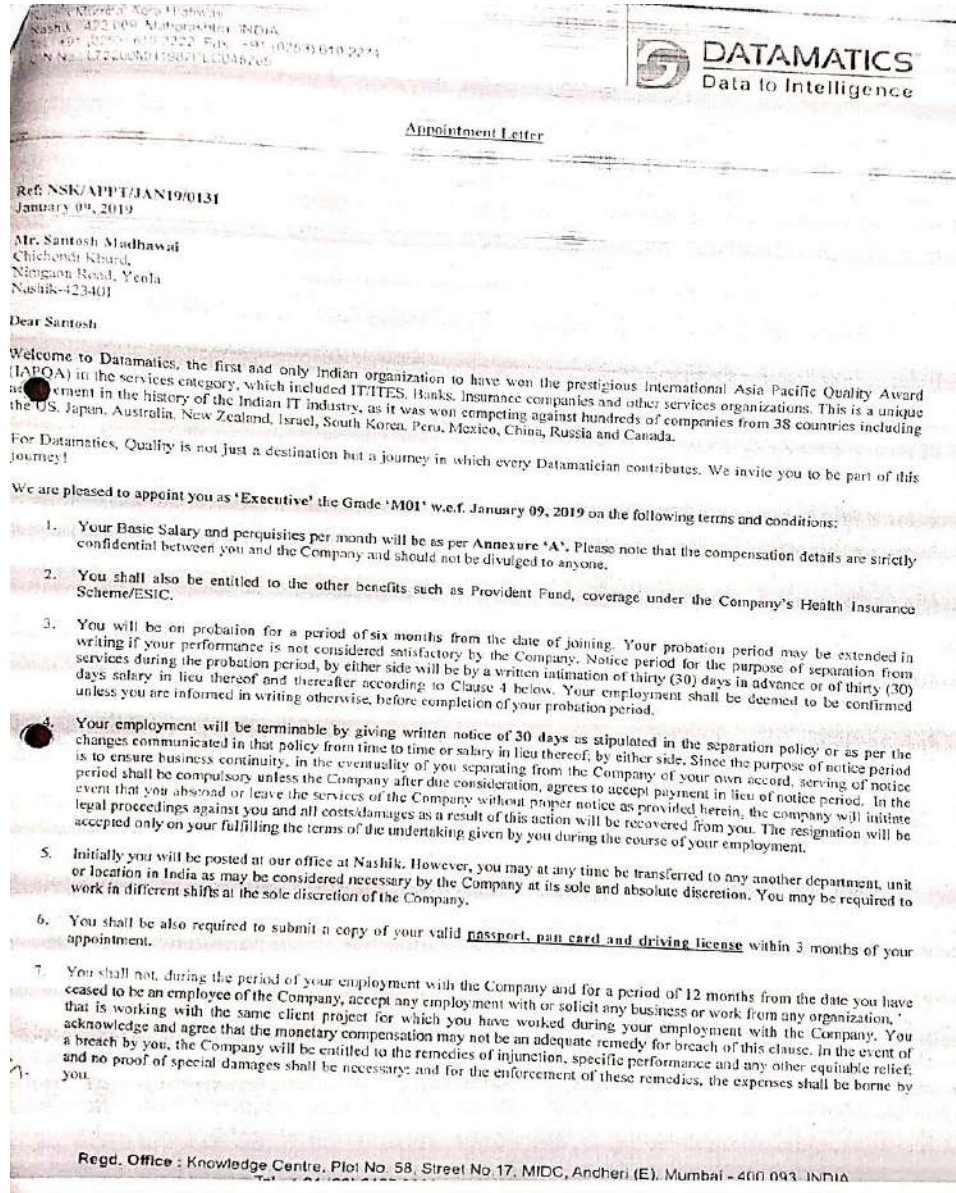 Nashik - 422 009. Maharashtra. INDIA
Fax +91 (0253) 610 2271
DATAMATICS
Data to Intelligence
Appointment Letter
Ref: NSK/APPT/JAN19/0131
January 09, 2019
Mr. Santosh Madhawai
Chichondi Khurd,
Nimgaon Road, Yeola
Nashik-423401
Dear Santosh
Welcome to Datamatics, the first and only Indian organization to have won the prestigious International Asia Pacific Quality Award
(IAPQA) in the services category, which included IT/ITES, Banks, Insurance companies and other services organizations. This is a unique
ement in the history of the Indian IT industry, as it was won competing against hundreds of companies from 38 countries including
the US, Japan, Australia, New Zealand, Israel, South Korea, Peru, Mexico, China, Russia and Canada.
For Datamatics, Quality is not just a destination but a journey in which every Datamatician contributes. We invite you to be part of this
journey!
We are pleased to appoint you as 'Executive' the Grade 'M01' w.e.f. January 09, 2019 on the following terms and conditions:
1. Your Basic Salary and perquisites per month will be as per Annexure 'A'. Please note that the compensation details are strictly
confidential between you and the Company and should not be divulged to anyone.
2. You shall also be entitled to the other benefits such as Provident Fund, coverage under the Company's Health Insurance
Scheme/ESIC.
3. You will be on probation for a period of six months from the date of joining. Your probation period may be extended in
writing if your performance is not considered satisfactory by the Company. Notice period for the purpose of separation from
services during the probation period, by either side will be by a written intimation of thirty (30) days in advance or of thirty (30)
days salary in lieu thereof and thereafter according to Clause 4 below. Your employment shall be deemed to be confirmed
unless you are informed in writing otherwise, before completion of your probation period.
4. Your employment will be terminable by giving written notice of 30 days as stipulated in the separation policy or as per the
changes communicated in that policy from time to time or salary in lieu thereof, by either side. Since the purpose of notice period
is to ensure business continuity, in the eventuality of you separating from the Company of your own accord, serving of notice
period shall be compulsory unless the Company after due consideration, agrees to accept payment in lieu of notice period. In the
event that you abscond or leave the services of the Company without proper notice as provided herein, the company will initiate
legal proceedings against you and all costs/damages as a result of this action will be recovered from you. The resignation will be
accepted only on your fulfilling the terms of the undertaking given by you during the course of your employment.
5. Initially you will be posted at our office at Nashik. However, you may at any time be transferred to any another department, unit
or location in India as may be considered necessary by the Company at its sole and absolute discretion. You may be required to
work in different shifts at the sole discretion of the Company.
6. You shall be also required to submit a copy of your valid passport, pan card and driving license within 3 months of your
appointment.
7. You shall not, during the period of your employment with the Company and for a period of 12 months from the date you have
ceased to be an employee of the Company, accept any employment with or solicit any business or work from any organization,
that is working with the same client project for which you have worked during your employment with the Company. You
acknowledge and agree that the monetary compensation may not be an adequate remedy for breach of this clause. In the event of
a breach by you, the Company will be entitled to the remedies of injunction, specific performance and any other equitable relief;
and no proof of special damages shall be necessary; and for the enforcement of these remedies, the expenses shall be borne by
you.
Regd. Office : Knowledge Centre, Plot No. 58, Street No.17, MIDC, Andheri (E), Mumbai - 400 093. INDIA